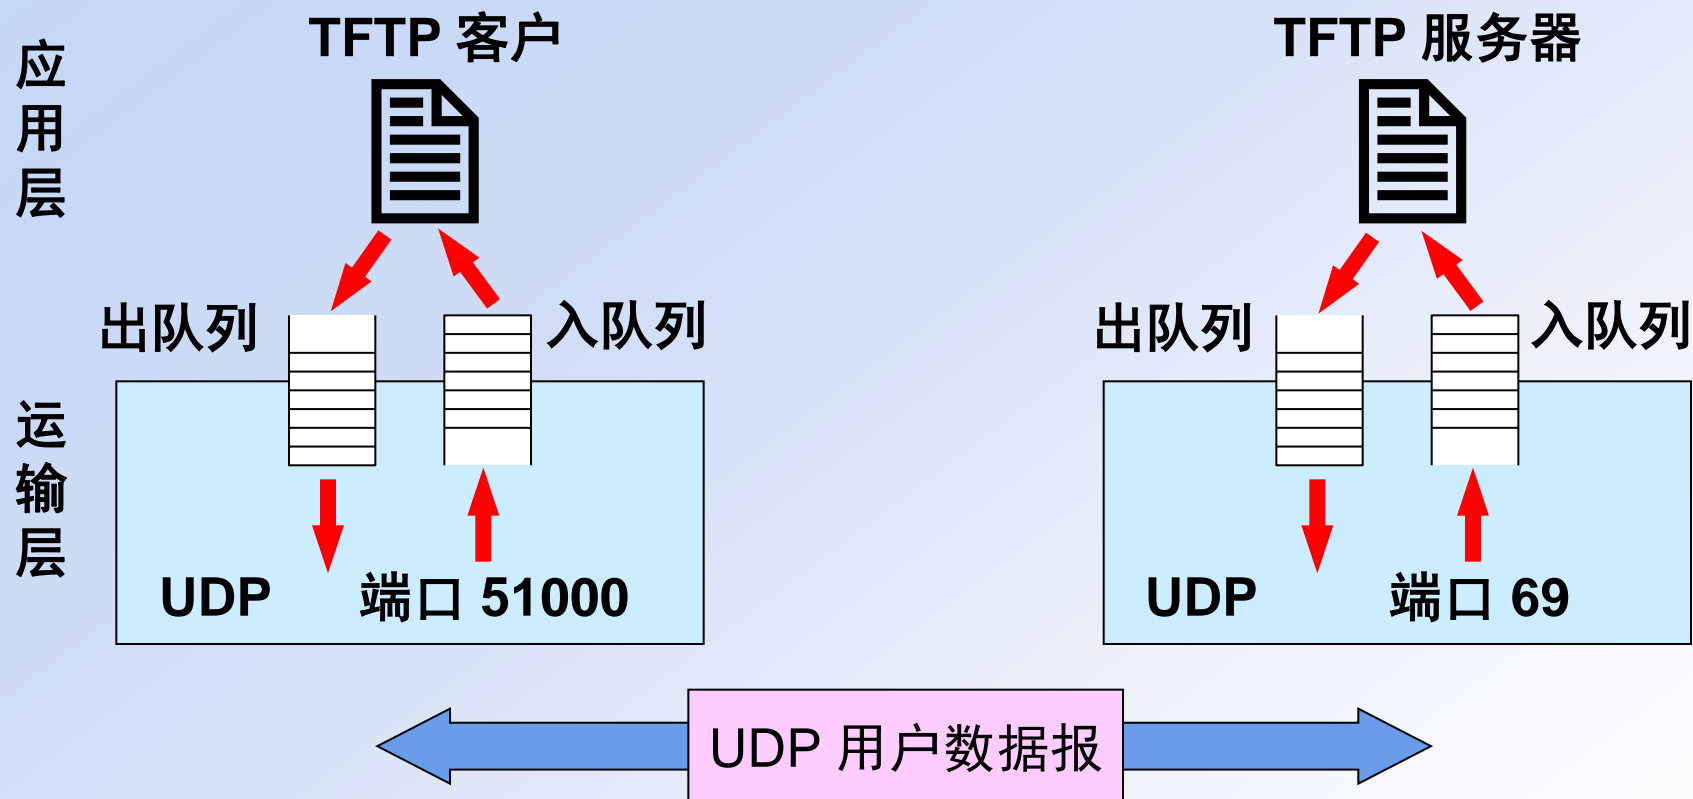 TFTP 客户
TFTP 服务器
应用层
出队列
入队列
出队列
入队列
运输层
UDP
端口 51000
UDP
端口 69
UDP 用户数据报